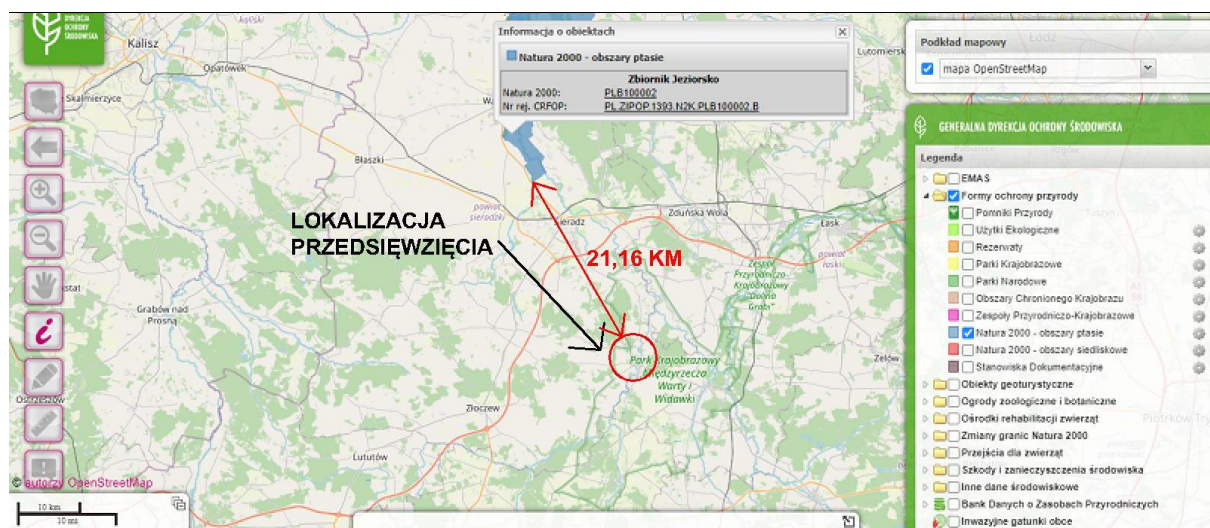 DYREKCJA
OCHRONY
ŚRODOWISKA
Kalisz
Opatówek
Skalmierzyce
Błaszki
Informacja o obiektach
Natura 2000 - obszary ptasie
Zbiornik Jeziorsko
Natura 2000: PLB100002
Nr rej. CRFOP: PL.ZIPOP.1393.N2K.PLB100002.B
Lutomiersk
powiat
sieradzki
Zduńska Wola
Łask
powiat
łaski
LOKALIZACJA
PRZEDSIĘWZIĘCIA
21,16 KM
Zespół
Przyrodniczo-
Krajobrazowy
"Dolina
Grabi"
Grabów nad
Prosną
Park Krajobrazowy
Międzyrzecza
Warty i
Widawki
Zelów
Złoczew
Lututów
© autorzy OpenStreetMap
10 km
10 mi
Podkład mapowy
Łódź
mapa OpenStreetMap
GENERALNA DYREKCJA OCHRONY ŚRODOWISKA
Legenda
EMAS
Formy ochrony przyrody
Pomniki Przyrody
Użytki Ekologiczne
Rezerwaty
Parki Krajobrazowe
Parki Narodowe
Obszary Chronionego Krajobrazu
Zespoły Przyrodniczo-Krajobrazowe
Natura 2000 - obszary ptasie
Natura 2000 - obszary siedliskowe
Stanowiska Dokumentacyjne
Obiekty geoturystyczne
Ogrody zoologiczne i botaniczne
Ośrodki rehabilitacji zwierząt
Zmiany granic Natura 2000
Przejścia dla zwierząt
Szkody i zanieczyszczenia środowiska
Inne dane środowiskowe
Bank Danych o Zasobach Przyrodniczych
Inwazyjne gatunki obce